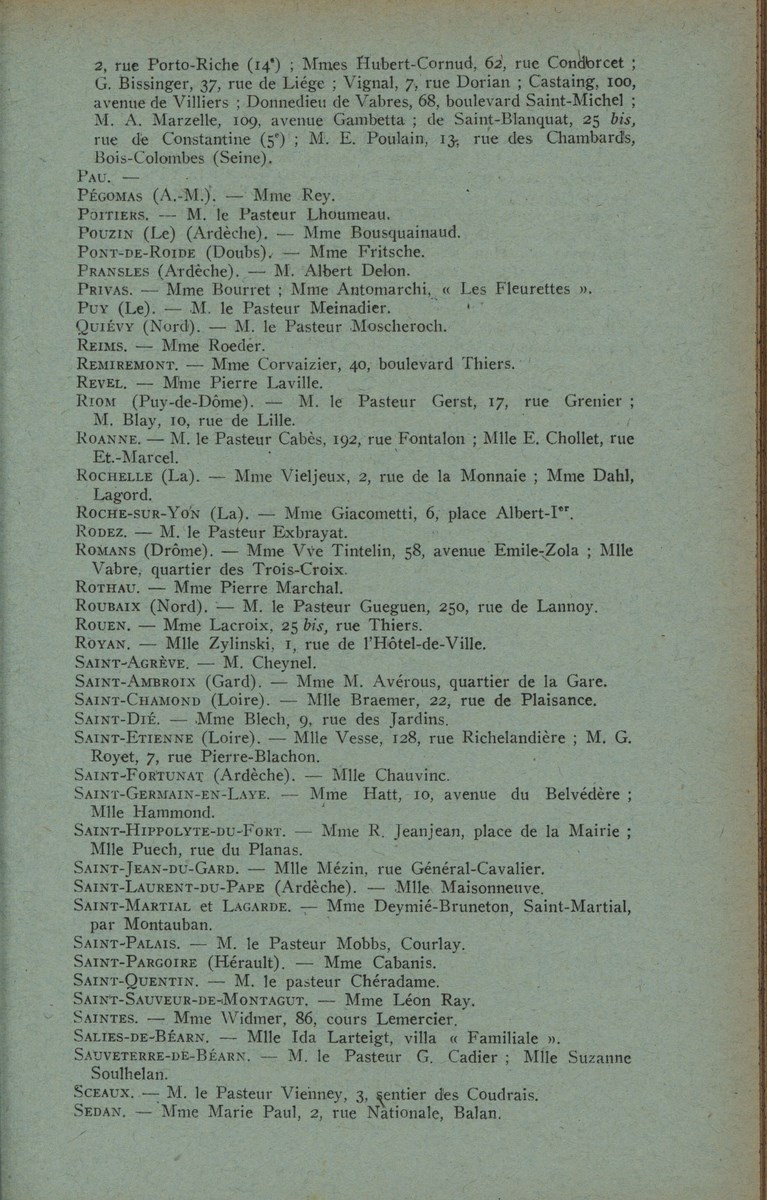 2, rue Porto-Riche (14e) ; Mmes Hubert-Cornud, 62, rue Condorcet ;
G. Bissinger, 37, rue de Liége ; Vignal, 7, rue Dorian ; Castaing, 100,
avenue de Villiers ; Donnedieu de Vabres, 68, boulevard Saint-Michel ;
M. A. Marzelle, 109, avenue Gambetta ; de Saint-Blanquat, 25 bis,
rue de Constantine (5e) ; M. E. Poulain, 13, rue des Chambards,
Bois-Colombes (Seine).
PAU. —
PÉGOMAS (A.-M.). — Mme Rey.
POITIERS. — M. le Pasteur Lhoumeau.
POUZIN (Le) (Ardèche). — Mme Bousquainaud.
PONT-DE-ROIDE (Doubs). — Mme Fritsche.
PRANSLES (Ardèche). — M. Albert Delon.
PRIVAS. — Mme Bourret ; Mme Antomarchi, « Les Fleurettes ».
PUY (Le). — M. le Pasteur Meinadier.
QUIÉVY (Nord). — M. le Pasteur Moscheroch.
REIMS. — Mme Roeder.
REMIREMONT. — Mme Corvaizier, 40, boulevard Thiers.
REVEL. — Mme Pierre Laville.
RIOM (Puy-de-Dôme). — M. le Pasteur Gerst, 17, rue Grenier ;
M. Blay, 10, rue de Lille.
ROANNE. — M. le Pasteur Cabès, 192, rue Fontalon ; Mlle E. Chollet, rue
Et.-Marcel.
ROCHELLE (La). — Mme Vieljeux, 2, rue de la Monnaie ; Mme Dahl,
Lagord.
ROCHE-SUR-YON (La). — Mme Giacometti, 6, place Albert-Ier.
RODEZ. — M. le Pasteur Exbrayat.
ROMANS (Drôme). — Mme Vve Tintelin, 58, avenue Emile-Zola ; Mlle
Vabre, quartier des Trois-Croix.
ROTHAU. — Mme Pierre Marchal.
ROUBAIX (Nord). — M. le Pasteur Gueguen, 250, rue de Lannoy.
ROUEN. — Mme Lacroix, 25 bis, rue Thiers.
ROYAN. — Mlle Zylinski, 1, rue de l'Hôtel-de-Ville.
SAINT-AGRÈVE. — M. Cheynel.
SAINT-AMBROIX (Gard). — Mme M. Avérous, quartier de la Gare.
SAINT-CHAMOND (Loire). — Mlle Braemer, 22, rue de Plaisance.
SAINT-DIÉ. — Mme Blech, 9, rue des Jardins.
SAINT-ETIENNE (Loire). — Mlle Vesse, 128, rue Richelandière ; M. G.
Royet, 7, rue Pierre-Blachon.
SAINT-FORTUNAT (Ardèche). — Mlle Chauvinc.
SAINT-GERMAIN-EN-LAYE. — Mme Hatt, 10, avenue du Belvédère ;
Mlle Hammond.
SAINT-HIPPOLYTE-DU-FORT. — Mme R. Jeanjean, place de la Mairie ;
Mlle Puech, rue du Planas.
SAINT-JEAN-DU-GARD. — Mlle Mézin, rue Général-Cavalier.
SAINT-LAURENT-DU-PAPE (Ardèche). — Mlle Maisonneuve.
SAINT-MARTIAL et LAGARDE. — Mme Deymié-Bruneton, Saint-Martial,
par Montauban.
SAINT-PALAIS. — M. le Pasteur Mobbs, Courlay.
SAINT-PARGOIRE (Hérault). — Mme Cabanis.
SAINT-QUENTIN. — M. le pasteur Chéradame.
SAINT-SAUVEUR-DE-MONTAGUT. — Mme Léon Ray.
SAINTES. — Mme Widmer, 86, cours Lemercier.
SALIES-DE-BÉARN. — Mlle Ida Larteigt, villa « Familiale ».
SAUVETERRE-DE-BÉARN. — M. le Pasteur G. Cadier ; Mlle Suzanne
Soulhelan.
SCEAUX. — M. le Pasteur Vienney, 3, sentier des Coudrais.
SEDAN. — Mme Marie Paul, 2, rue Nationale, Balan.